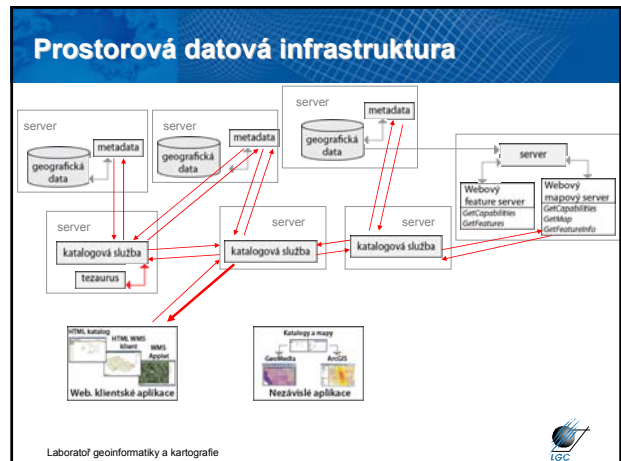 Prostorová datová infrastruktura
server
metadata
geografická
data
server
metadata
geografická
data
server
metadata
geografická
data
server
Webový
feature server
GetCapabilities
GetFeatures
Webový
mapový server
GetCapabilities
GetMap
GetFeatureInfo
server
katalogová služba
tezaurus
server
katalogová služba
server
katalogová služba
HTML katalog
HTML WMS
klient
WMS
Applet
Web. klientské aplikace
Katalogy a mapy
GeoMedia
ArcGIS
Nezávislé aplikace
Laboratoř geoinformatiky a kartografie
LGC